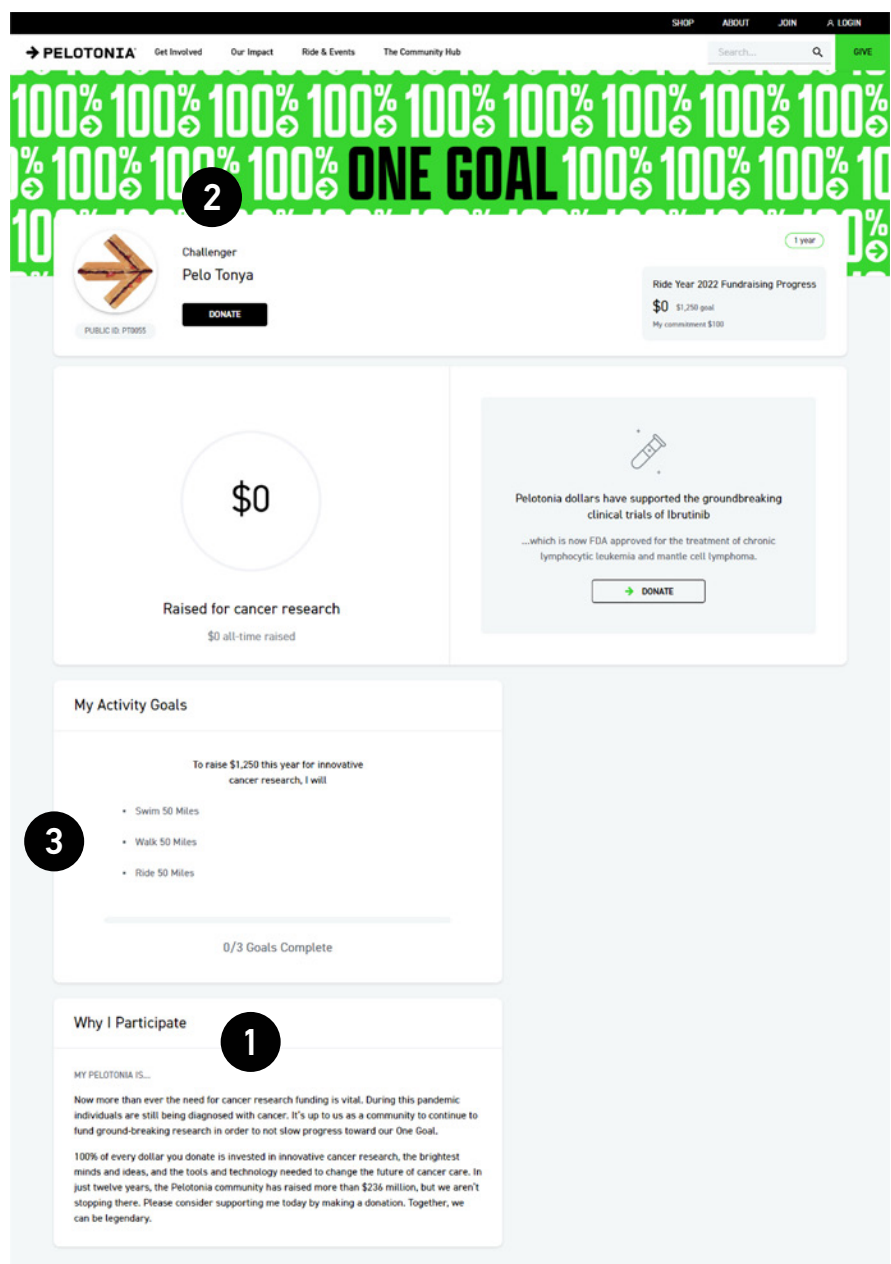 SHOP ABOUT JOIN LOGIN
PELOTONIA Get Involved Our Impact Ride & Events The Community Hub Search... GIVE
100% 100% 100% 100% 100% 100% 100% 100%
% 100% 100% 100% ONE GOAL 100% 100% 100% 10
2
10
Challenger
1 year
Pelo Tonya
DONATE
PUBLIC ID: PT0055
Ride Year 2022 Fundraising Progress
$0 $1,250 goal
My commitment $100
$0
Raised for cancer research
$0 all-time raised
Pelotonia dollars have supported the groundbreaking
clinical trials of Ibrutinib
...which is now FDA approved for the treatment of chronic
lymphocytic leukemia and mantle cell lymphoma.
DONATE
My Activity Goals
To raise $1,250 this year for innovative
cancer research, I will
• Swim 50 Miles
3
• Walk 50 Miles
• Ride 50 Miles
0/3 Goals Complete
Why I Participate
1
MY PELOTONIA IS...
Now more than ever the need for cancer research funding is vital. During this pandemic
individuals are still being diagnosed with cancer. It's up to us as a community to continue to
fund ground-breaking research in order to not slow progress toward our One Goal.
100% of every dollar you donate is invested in innovative cancer research, the brightest
minds and ideas, and the tools and technology needed to change the future of cancer care. In
just twelve years, the Pelotonia community has raised more than $236 million, but we aren't
stopping there. Please consider supporting me today by making a donation. Together, we
can be legendary.